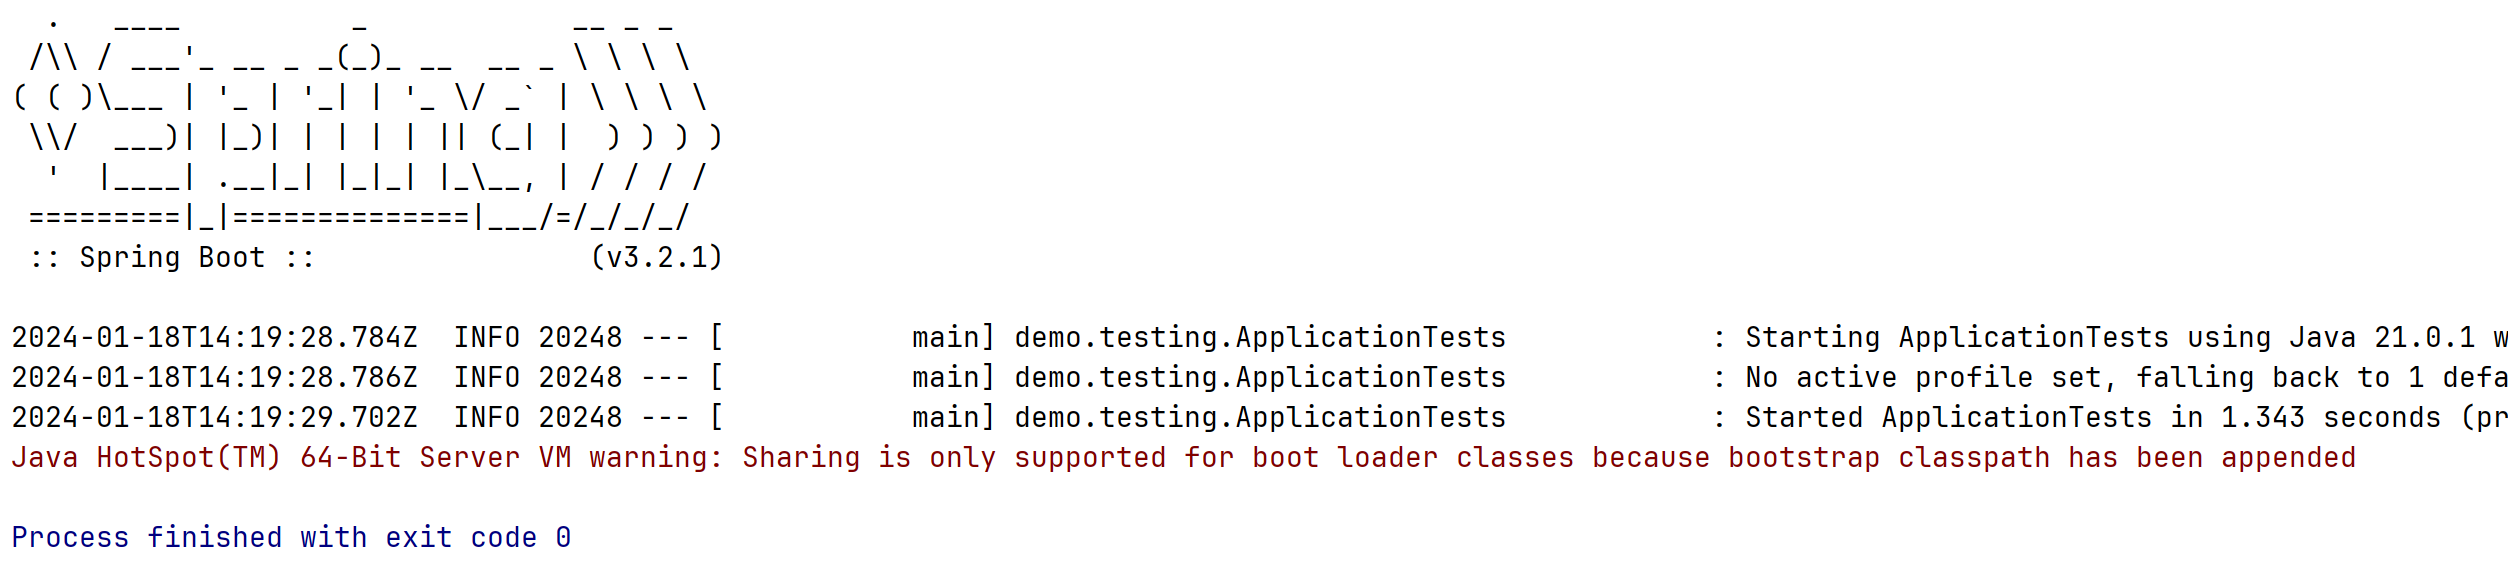 .   ____          _            __ _ _
 /\\ / ___'_ __ _ _(_)_ __  __ _ \ \ \ \
( ( )\___ | '_ | '_| | '_ \/ _` | \ \ \ \
 \\/  ___)| |_)| | | | | || (_| |  ) ) ) )
  '  |____| .__|_| |_|_| |_\__, | / / / /
 =========|_|==============|___/=/_/_/_/
 :: Spring Boot ::                (v3.2.1)
2024-01-18T14:19:28.784Z  INFO 20248 --- [           main] demo.testing.ApplicationTests            : Starting ApplicationTests using Java 21.0.1 w
2024-01-18T14:19:28.786Z  INFO 20248 --- [           main] demo.testing.ApplicationTests            : No active profile set, falling back to 1 defa
2024-01-18T14:19:29.702Z  INFO 20248 --- [           main] demo.testing.ApplicationTests            : Started ApplicationTests in 1.343 seconds (pr
Java HotSpot(TM) 64-Bit Server VM warning: Sharing is only supported for boot loader classes because bootstrap classpath has been appended
Process finished with exit code 0